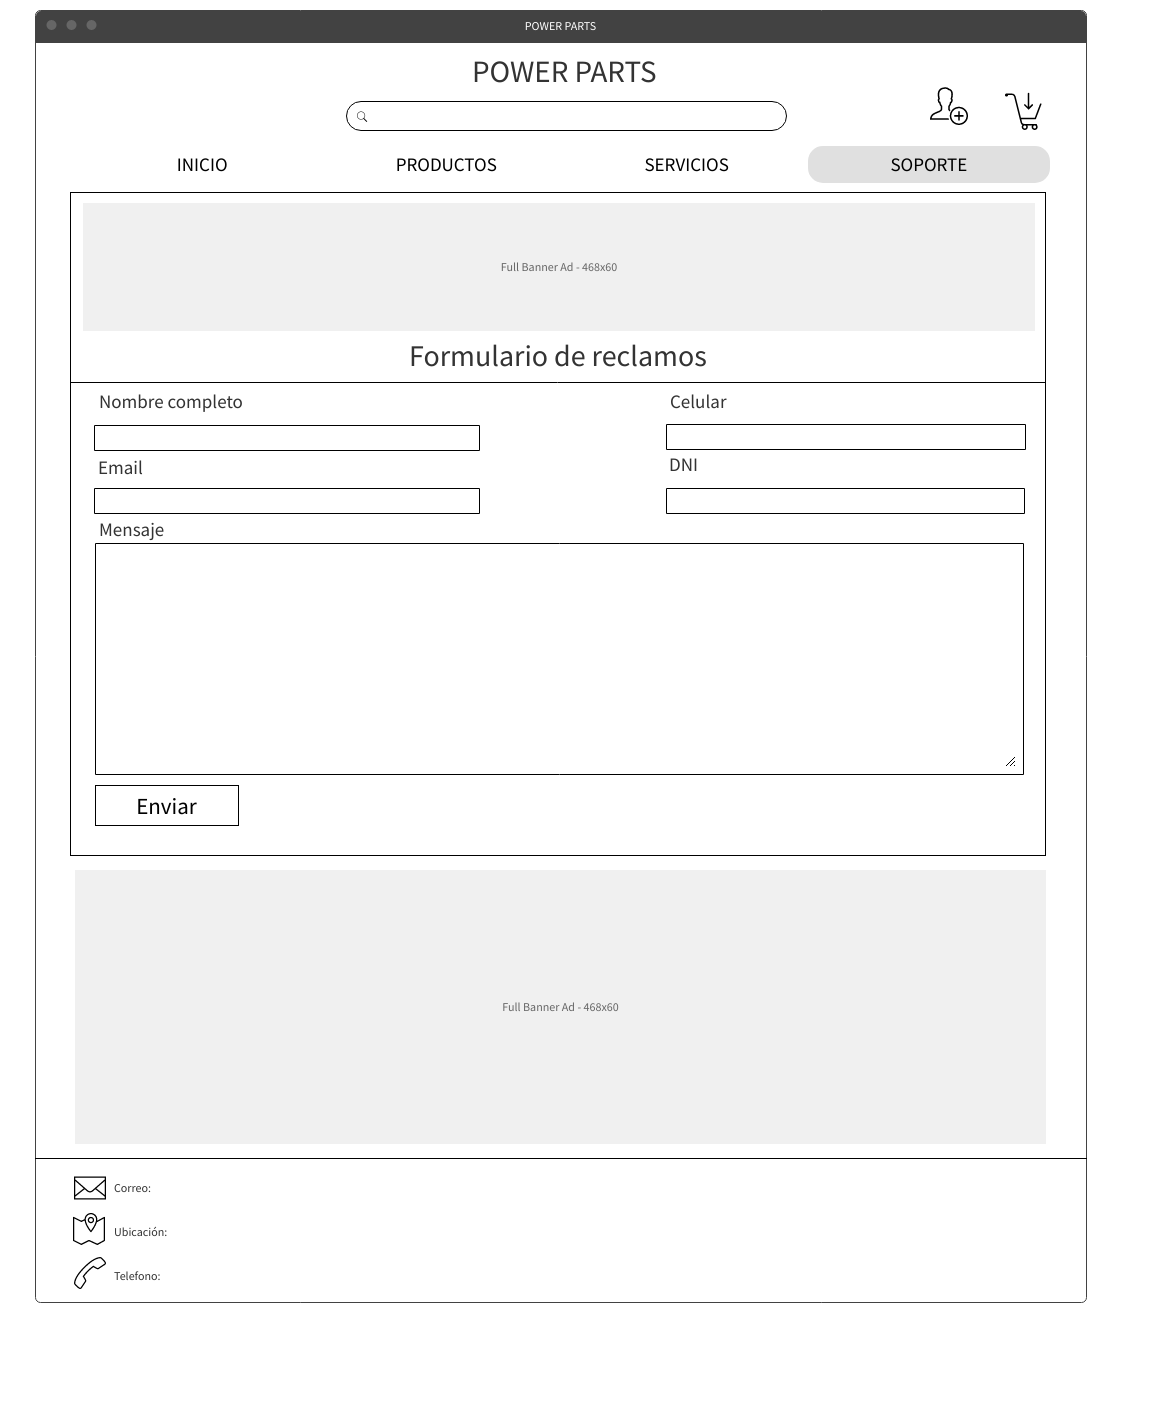 POWER PARTS
POWER PARTS
INICIO PRODUCTOS SERVICIOS SOPORTE
Full Banner Ad - 468x60
Formulario de reclamos
Nombre completo Celular
Email DNI
Mensaje
Enviar
Full Banner Ad - 468x60
Correo:
Ubicación:
Telefono: